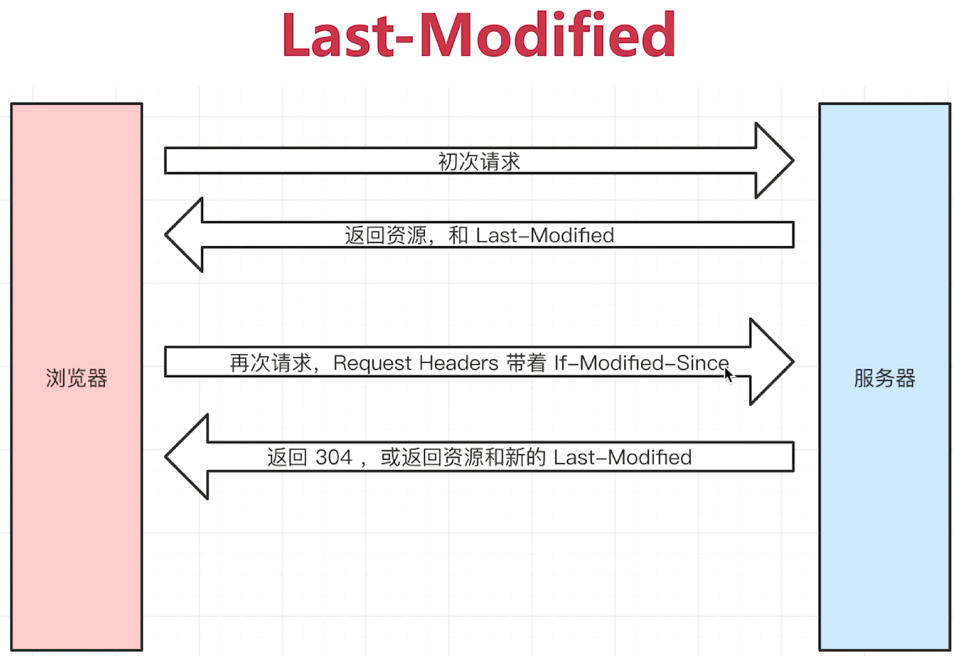 Last-Modified
初次请求
返回资源，和 Last-Modified
再次请求，Request Headers 带着 If-Modified-Since
浏览器
服务器
返回 304 ，或返回资源和新的 Last-Modified